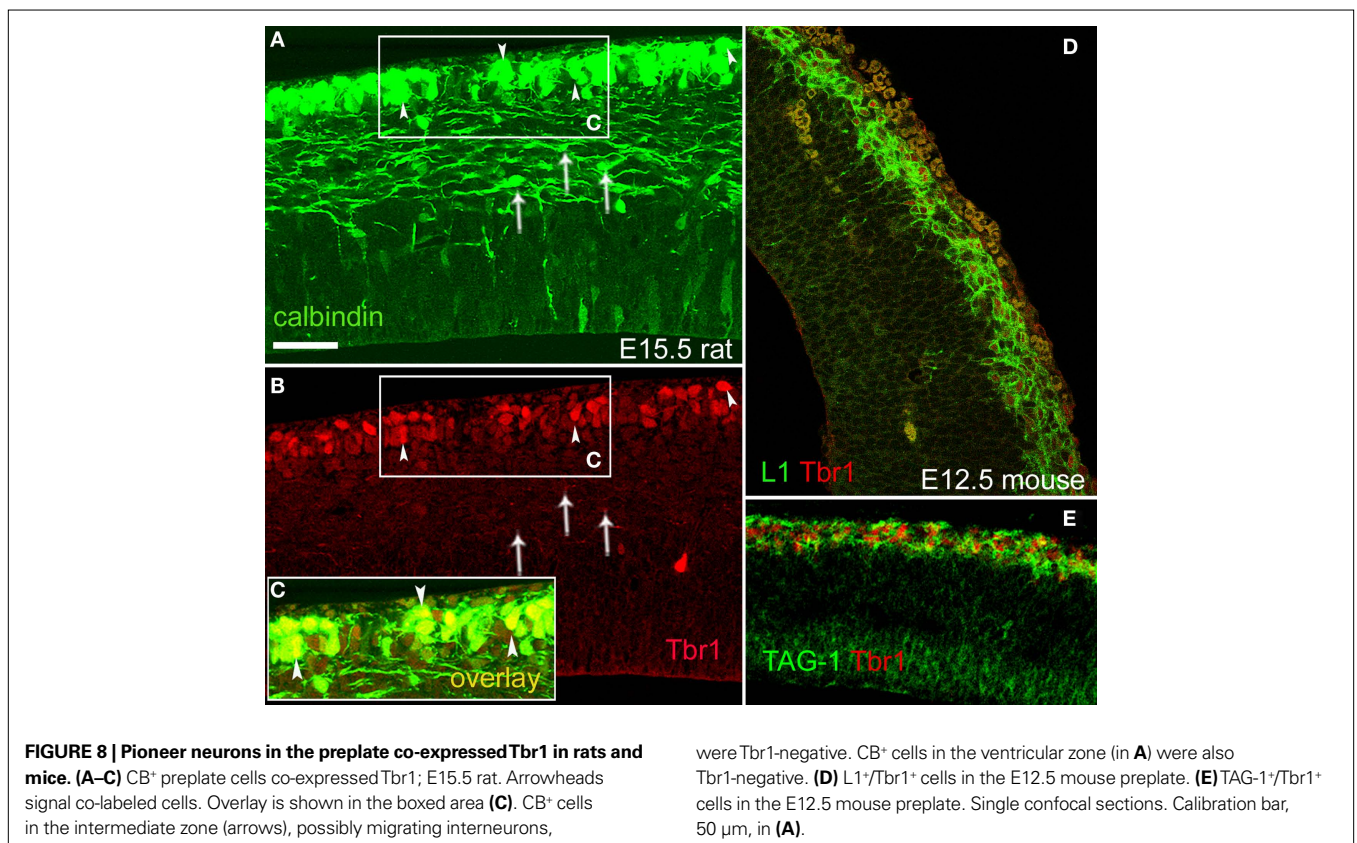 A
C
calbindin
E15.5 rat
B
C
C
overlay
Tbr1
D
L1 Tbr1
E12.5 mouse
E
TAG-1 Tbr1
FIGURE 8 | Pioneer neurons in the preplate co-expressed Tbr1 in rats and
mice. (A–C) CB⁺ preplate cells co-expressed Tbr1; E15.5 rat. Arrowheads
signal co-labeled cells. Overlay is shown in the boxed area (C). CB⁺ cells
in the intermediate zone (arrows), possibly migrating interneurons,
were Tbr1-negative. CB⁺ cells in the ventricular zone (in A) were also
Tbr1-negative. (D) L1⁺/Tbr1⁺ cells in the E12.5 mouse preplate. (E) TAG-1⁺/Tbr1⁺
cells in the E12.5 mouse preplate. Single confocal sections. Calibration bar,
50 μm, in (A).